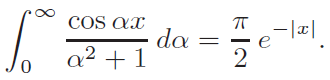 ∫₀^∞ (cos αx)/(α² + 1) dα = (π/2) e^{−|x|}.